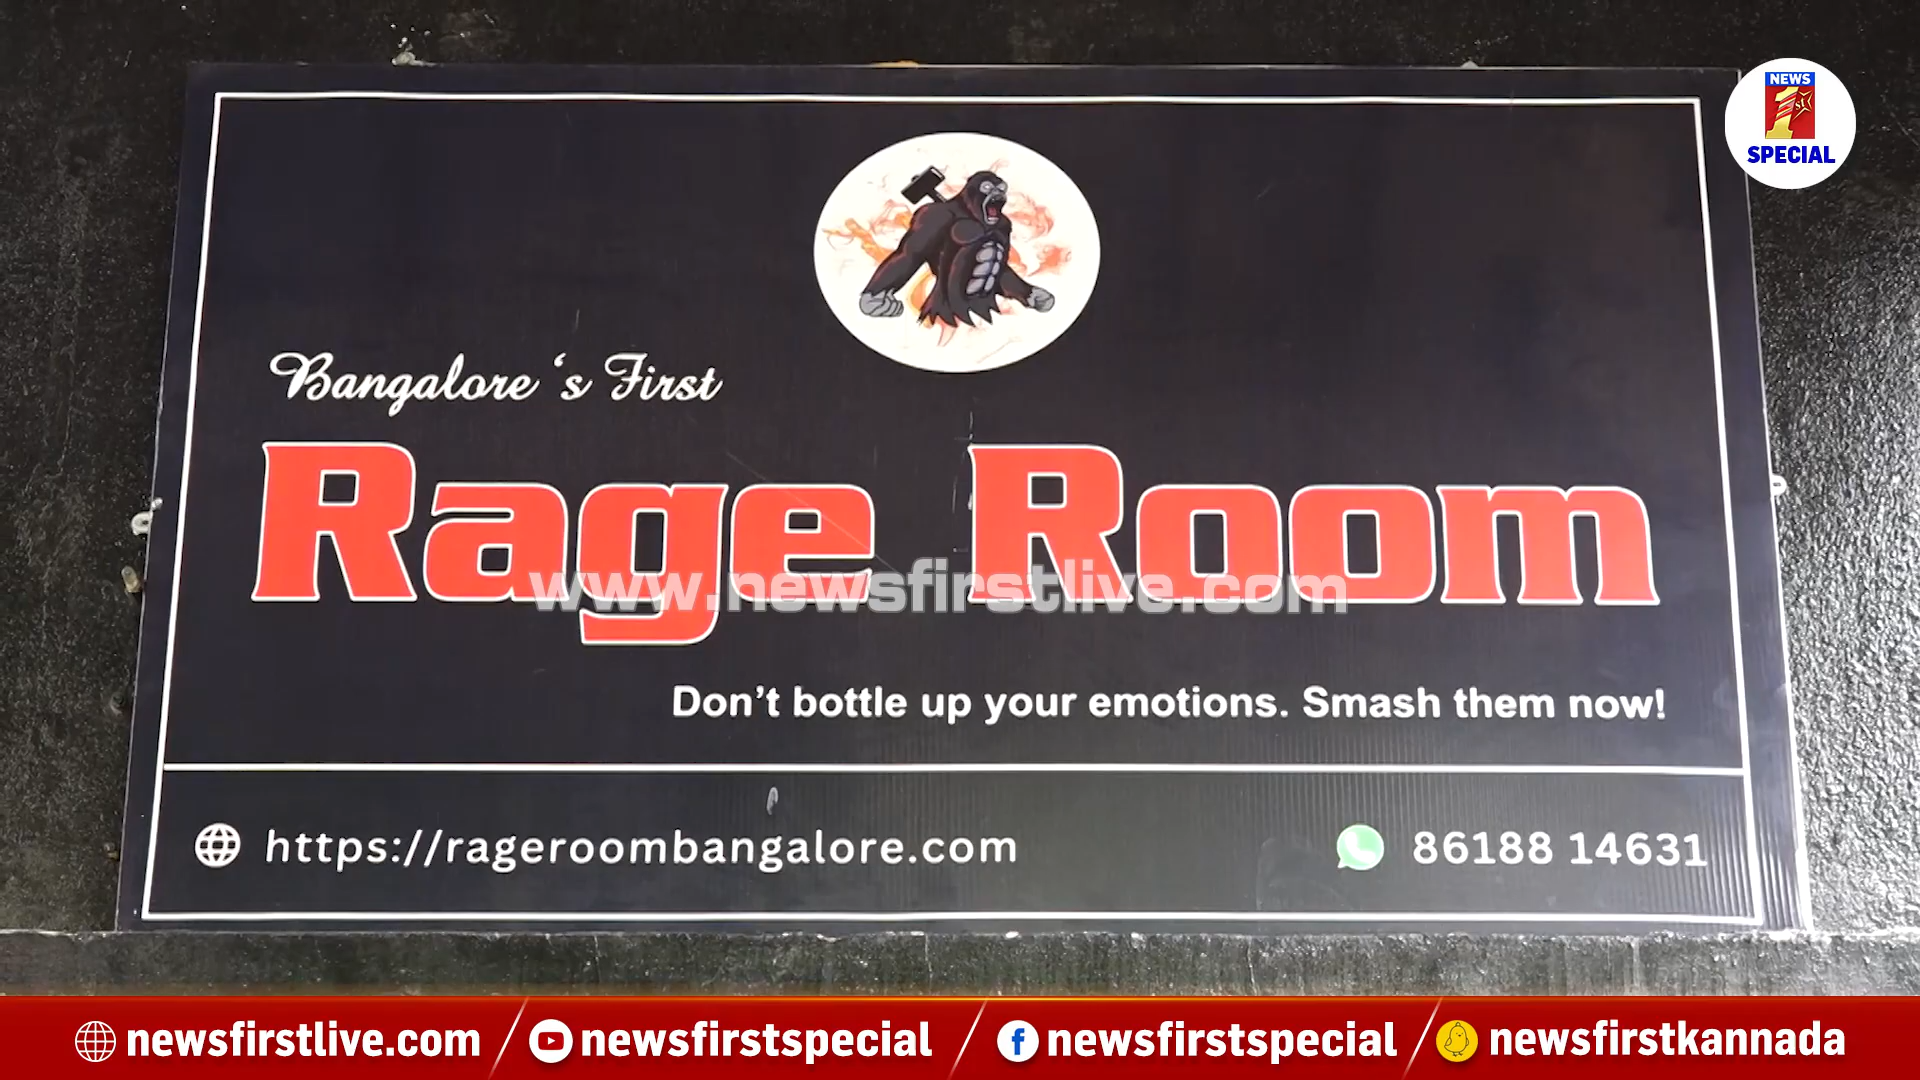 NEWS
1st
SPECIAL
Bangalore 's First
Rage Room
www.newsfirstlive.com
Don't bottle up your emotions. Smash them now!
https://rageroombangalore.com
86188 14631
newsfirstlive.com
newsfirstspecial
newsfirstspecial
newsfirstkannada